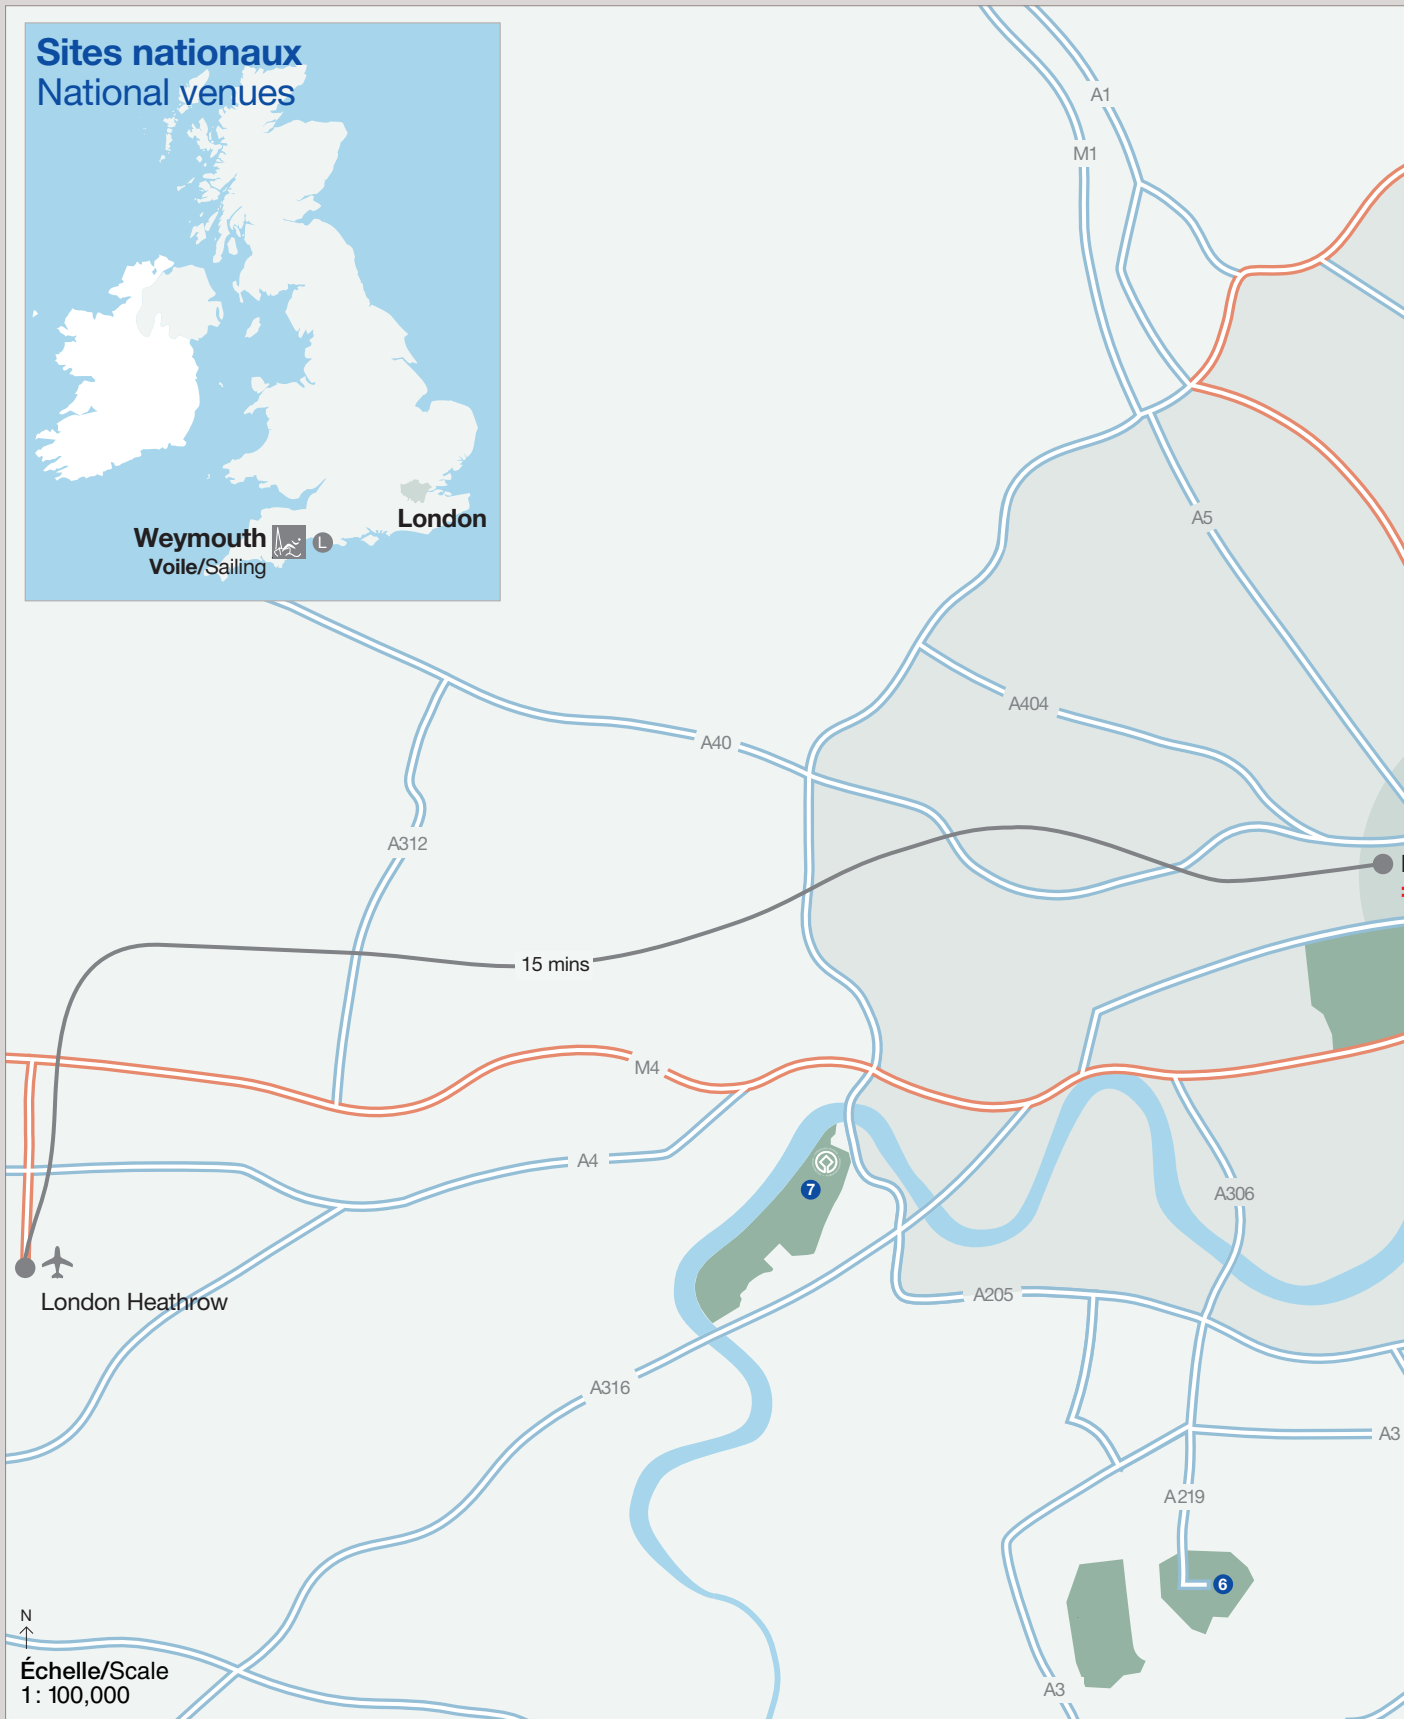 Sites nationaux
National venues
London
Weymouth
L
Voile/Sailing
A1
M1
A5
A404
A40
A312
15 mins
M4
A4
7
A306
London Heathrow
A205
A316
A3
A219
6
N
Échelle/Scale
1: 100,000
A3